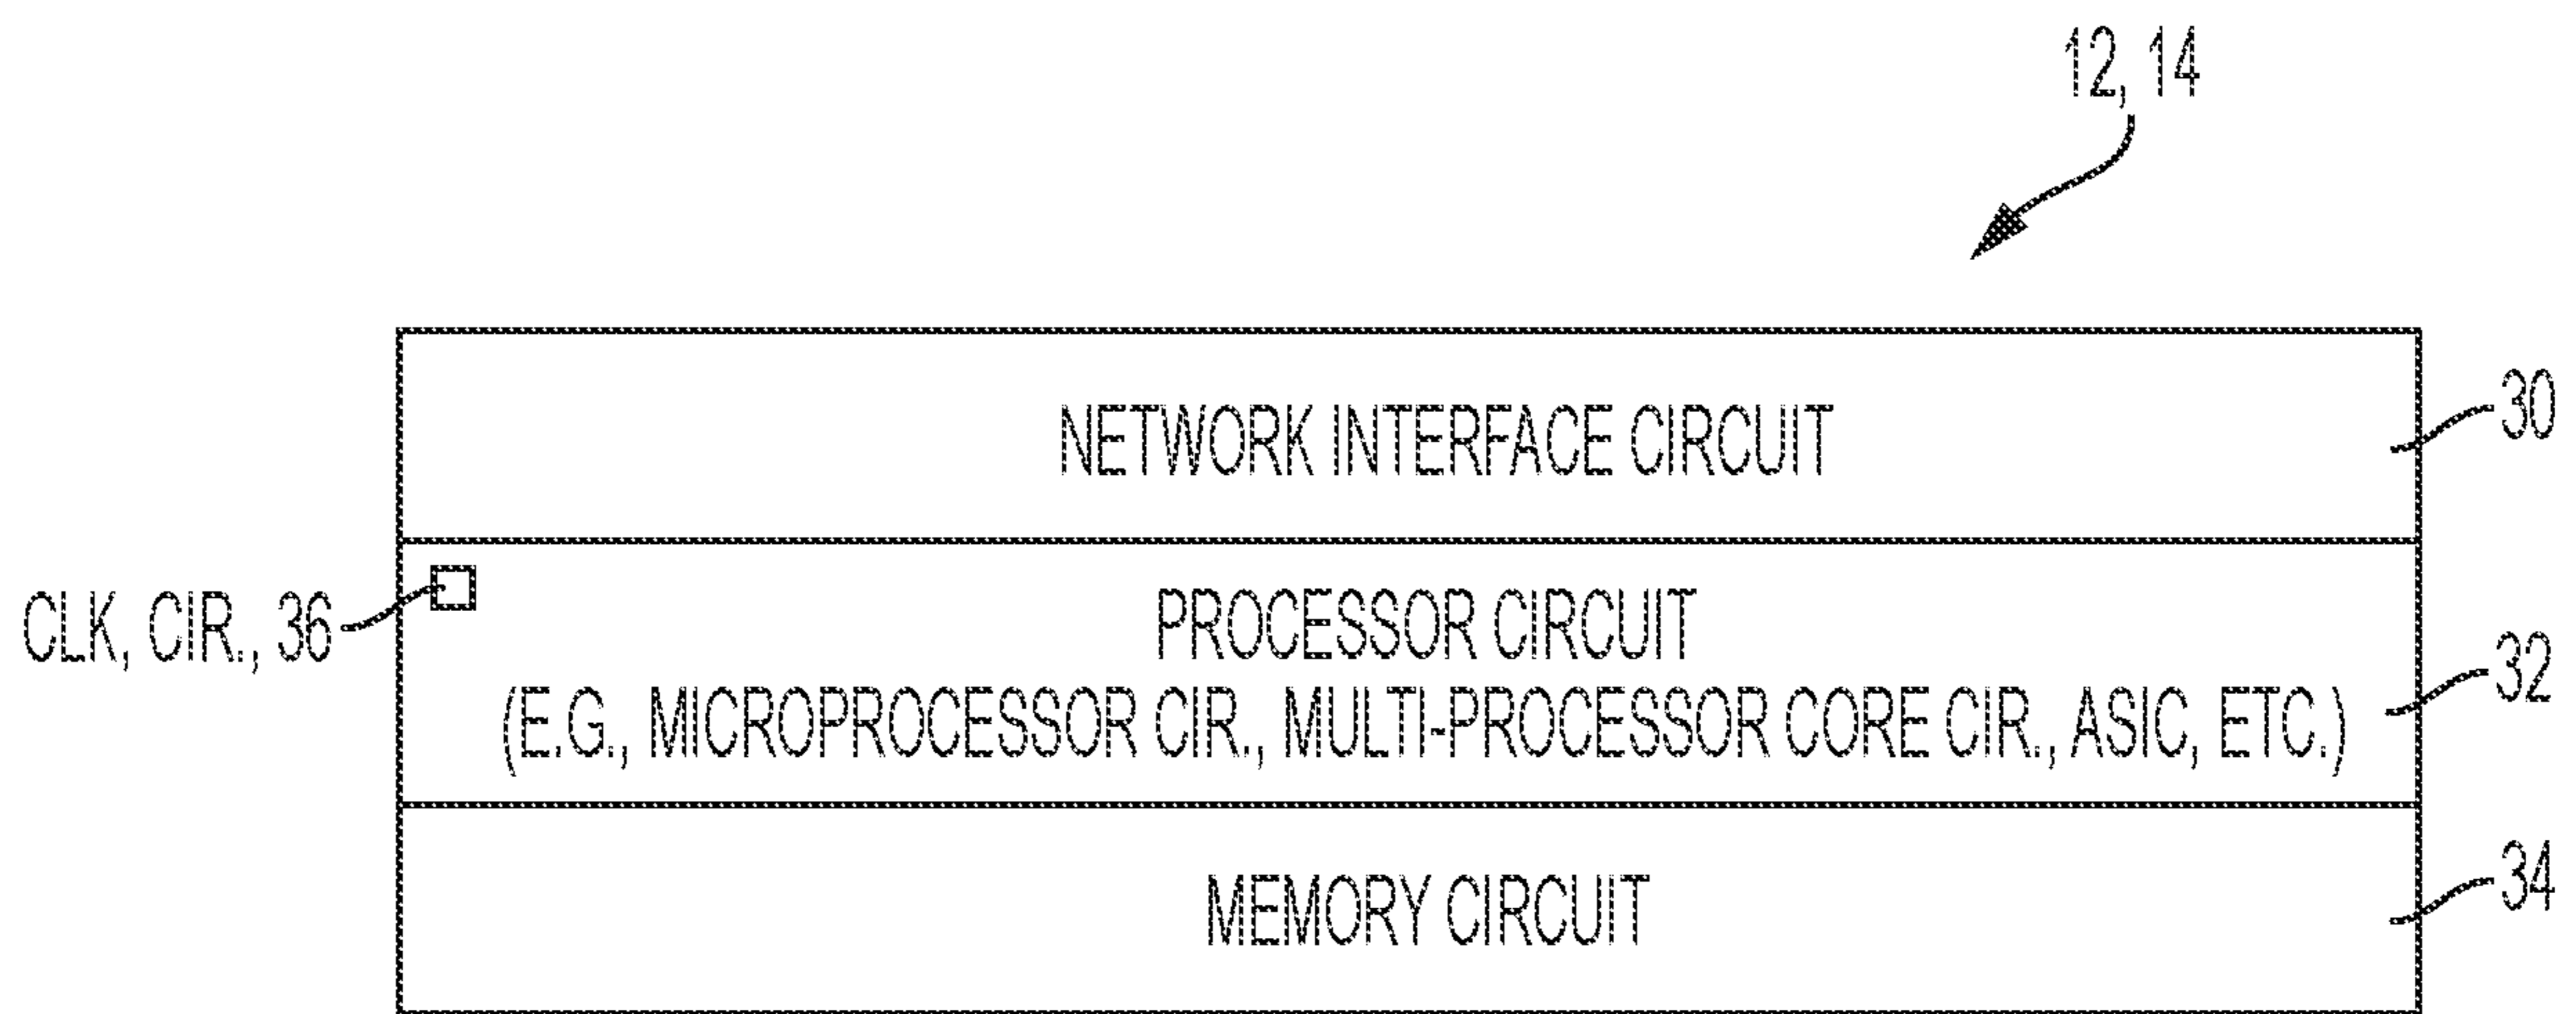 12, 14
NETWORK INTERFACE CIRCUIT
30
CLK, CIR., 36
PROCESSOR CIRCUIT
(E.G., MICROPROCESSOR CIR., MULTI-PROCESSOR CORE CIR., ASIC, ETC.)
32
MEMORY CIRCUIT
34